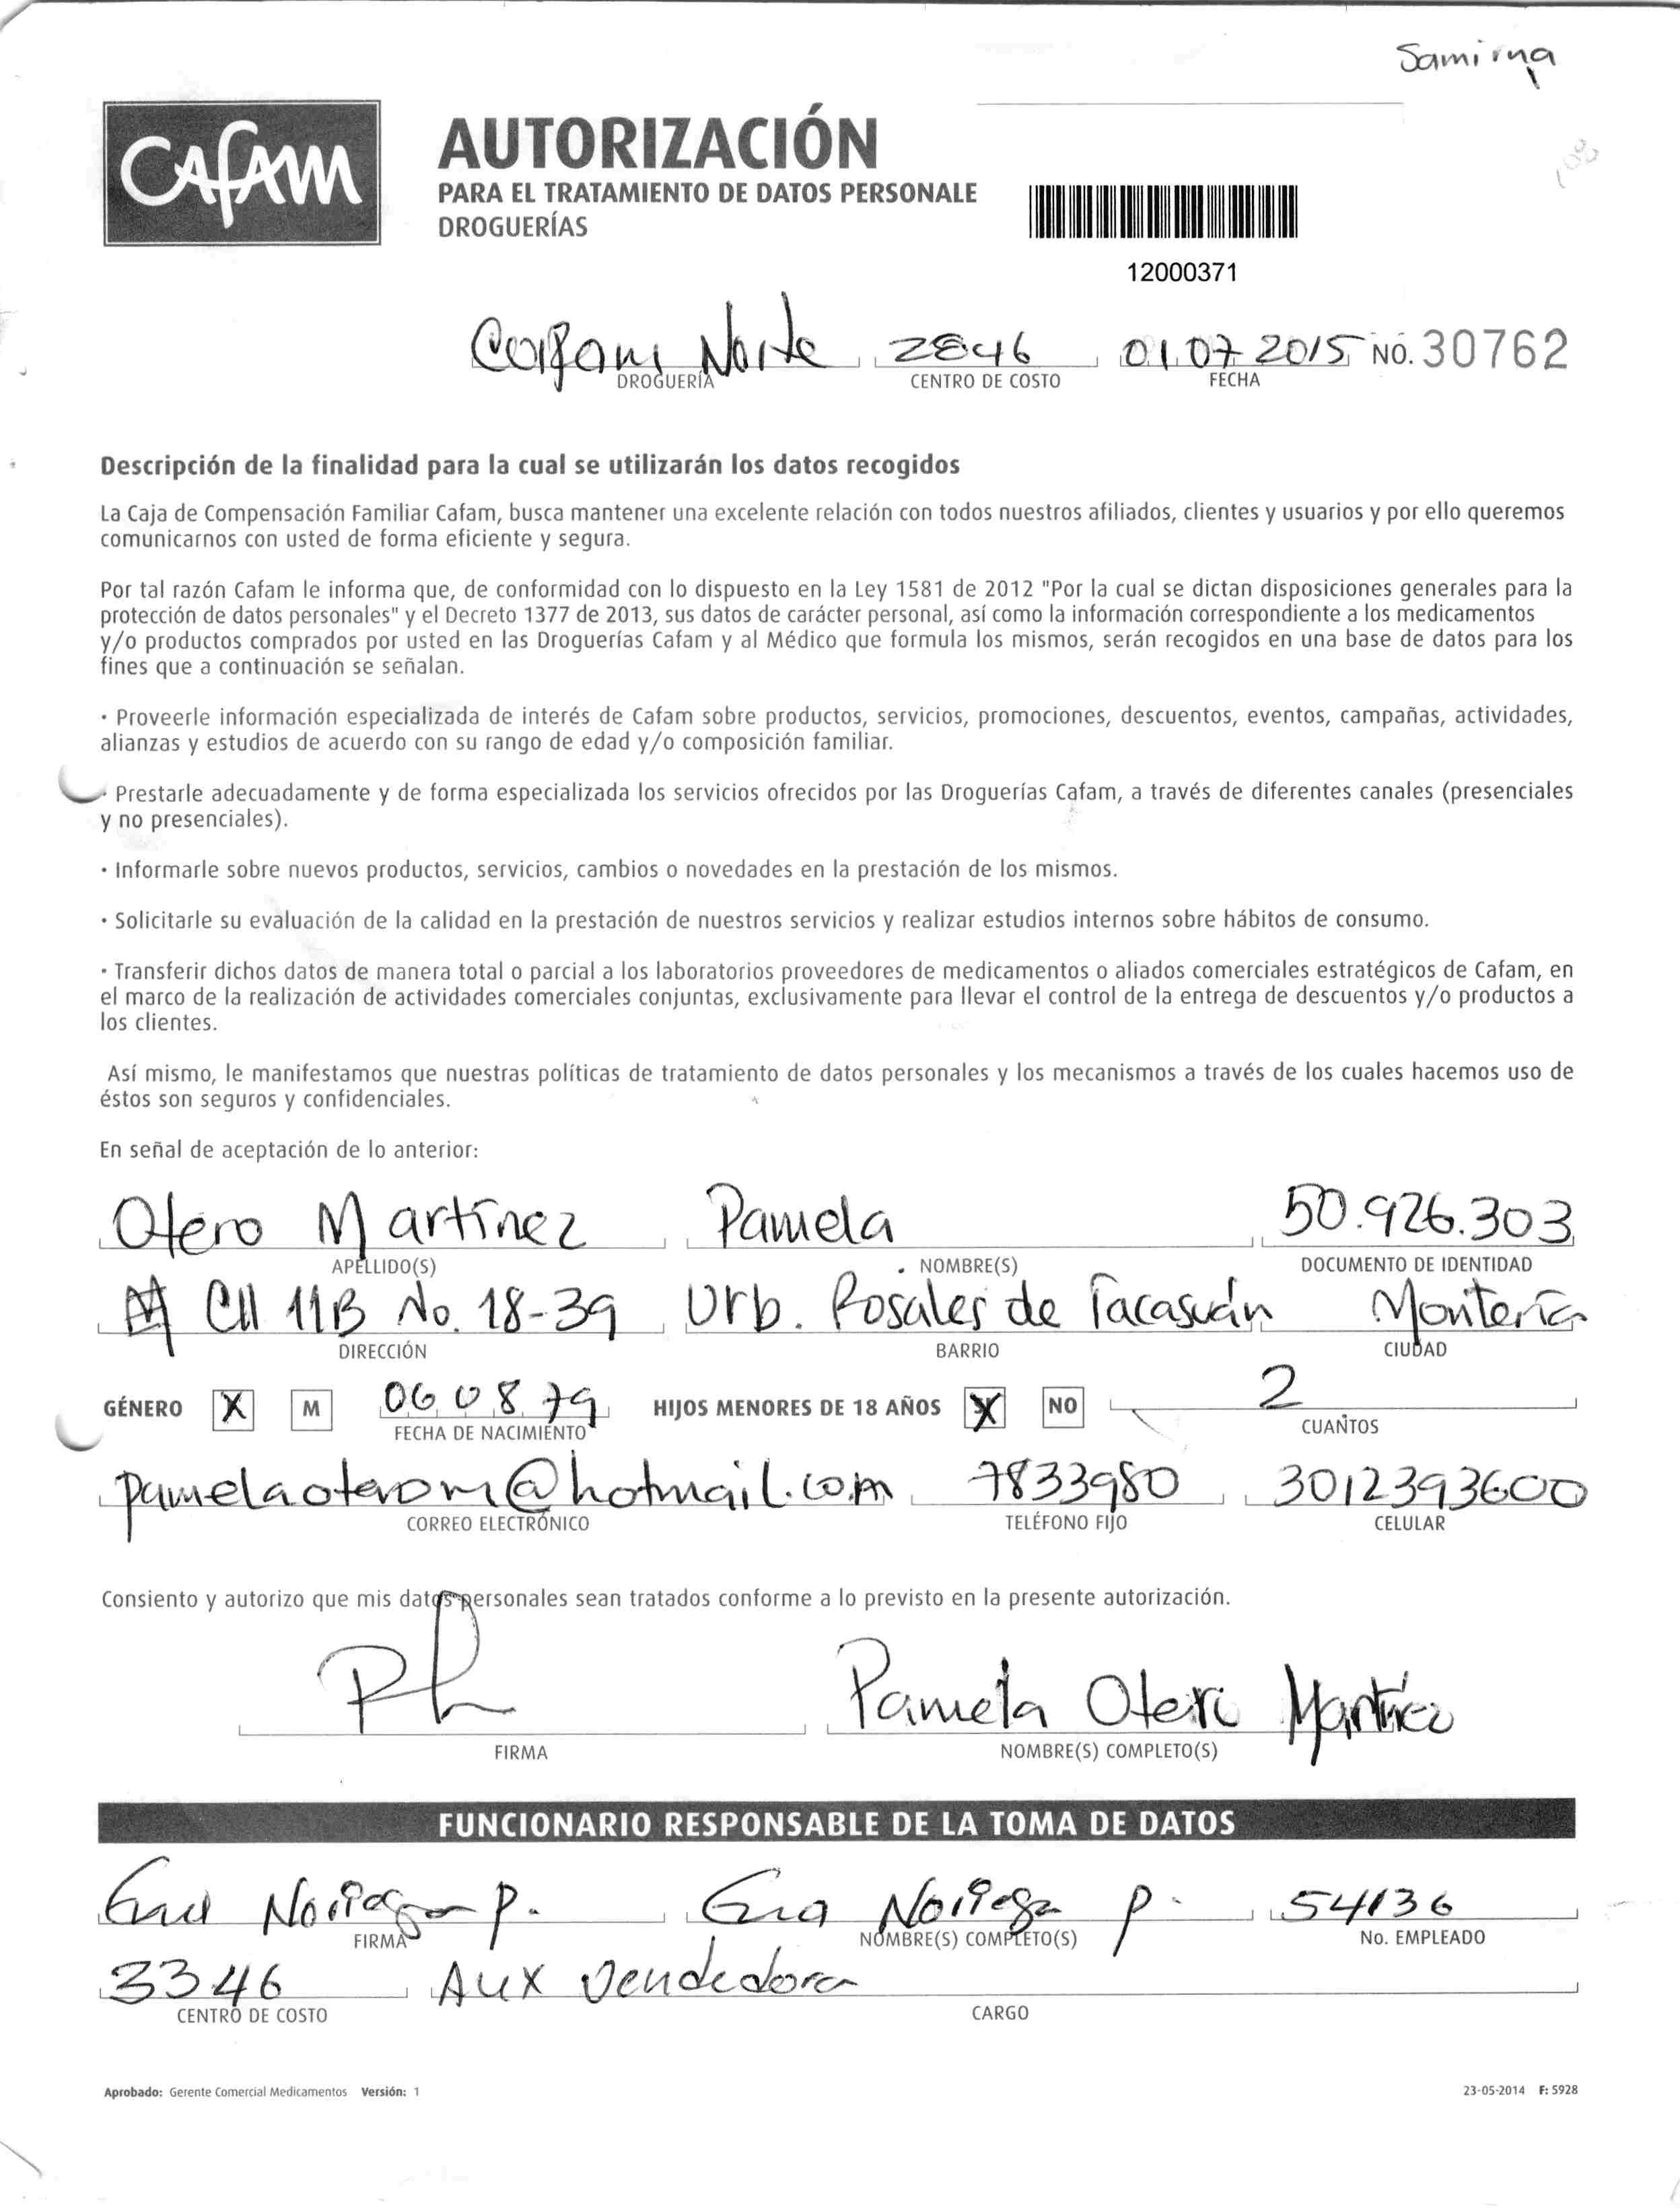 Samirna
Cafam
AUTORIZACIÓN
PARA EL TRATAMIENTO DE DATOS PERSONALE
DROGUERÍAS
12000371
Cafam Norte 2846 01 07 2015 NO. 30762
DROGUERÍA CENTRO DE COSTO FECHA
Descripción de la finalidad para la cual se utilizarán los datos recogidos
La Caja de Compensación Familiar Cafam, busca mantener una excelente relación con todos nuestros afiliados, clientes y usuarios y por ello queremos
comunicarnos con usted de forma eficiente y segura.
Por tal razón Cafam le informa que, de conformidad con lo dispuesto en la Ley 1581 de 2012 "Por la cual se dictan disposiciones generales para la
protección de datos personales" y el Decreto 1377 de 2013, sus datos de carácter personal, así como la información correspondiente a los medicamentos
y/o productos comprados por usted en las Droguerías Cafam y al Médico que formula los mismos, serán recogidos en una base de datos para los
fines que a continuación se señalan.
· Proveerle información especializada de interés de Cafam sobre productos, servicios, promociones, descuentos, eventos, campañas, actividades,
alianzas y estudios de acuerdo con su rango de edad y/o composición familiar.
· Prestarle adecuadamente y de forma especializada los servicios ofrecidos por las Droguerías Cafam, a través de diferentes canales (presenciales
y no presenciales).
· Informarle sobre nuevos productos, servicios, cambios o novedades en la prestación de los mismos.
· Solicitarle su evaluación de la calidad en la prestación de nuestros servicios y realizar estudios internos sobre hábitos de consumo.
· Transferir dichos datos de manera total o parcial a los laboratorios proveedores de medicamentos o aliados comerciales estratégicos de Cafam, en
el marco de la realización de actividades comerciales conjuntas, exclusivamente para llevar el control de la entrega de descuentos y/o productos a
los clientes.
Así mismo, le manifestamos que nuestras políticas de tratamiento de datos personales y los mecanismos a través de los cuales hacemos uso de
éstos son seguros y confidenciales.
En señal de aceptación de lo anterior:
Otero Martínez Pamela 50.926.303
APELLIDO(S) NOMBRE(S) DOCUMENTO DE IDENTIDAD
Cll 11B No. 18-39 Urb. Rosales de Tacasuán Montería
DIRECCIÓN BARRIO CIUDAD
GÉNERO X M 06 08 79 HIJOS MENORES DE 18 AÑOS X NO 2
FECHA DE NACIMIENTO CUANTOS
pamelaoterom@hotmail.com 7833980 3012393600
CORREO ELECTRÓNICO TELÉFONO FIJO CELULAR
Consiento y autorizo que mis datos personales sean tratados conforme a lo previsto en la presente autorización.
Pamela Otero Martínez
FIRMA NOMBRE(S) COMPLETO(S)
FUNCIONARIO RESPONSABLE DE LA TOMA DE DATOS
Noriega P. Noriega P. 54136
FIRMA NOMBRE(S) COMPLETO(S) No. EMPLEADO
3346 Aux Vendedora
CENTRO DE COSTO CARGO
Aprobado: Gerente Comercial Medicamentos Versión: 1 23-05-2014 F: 5928